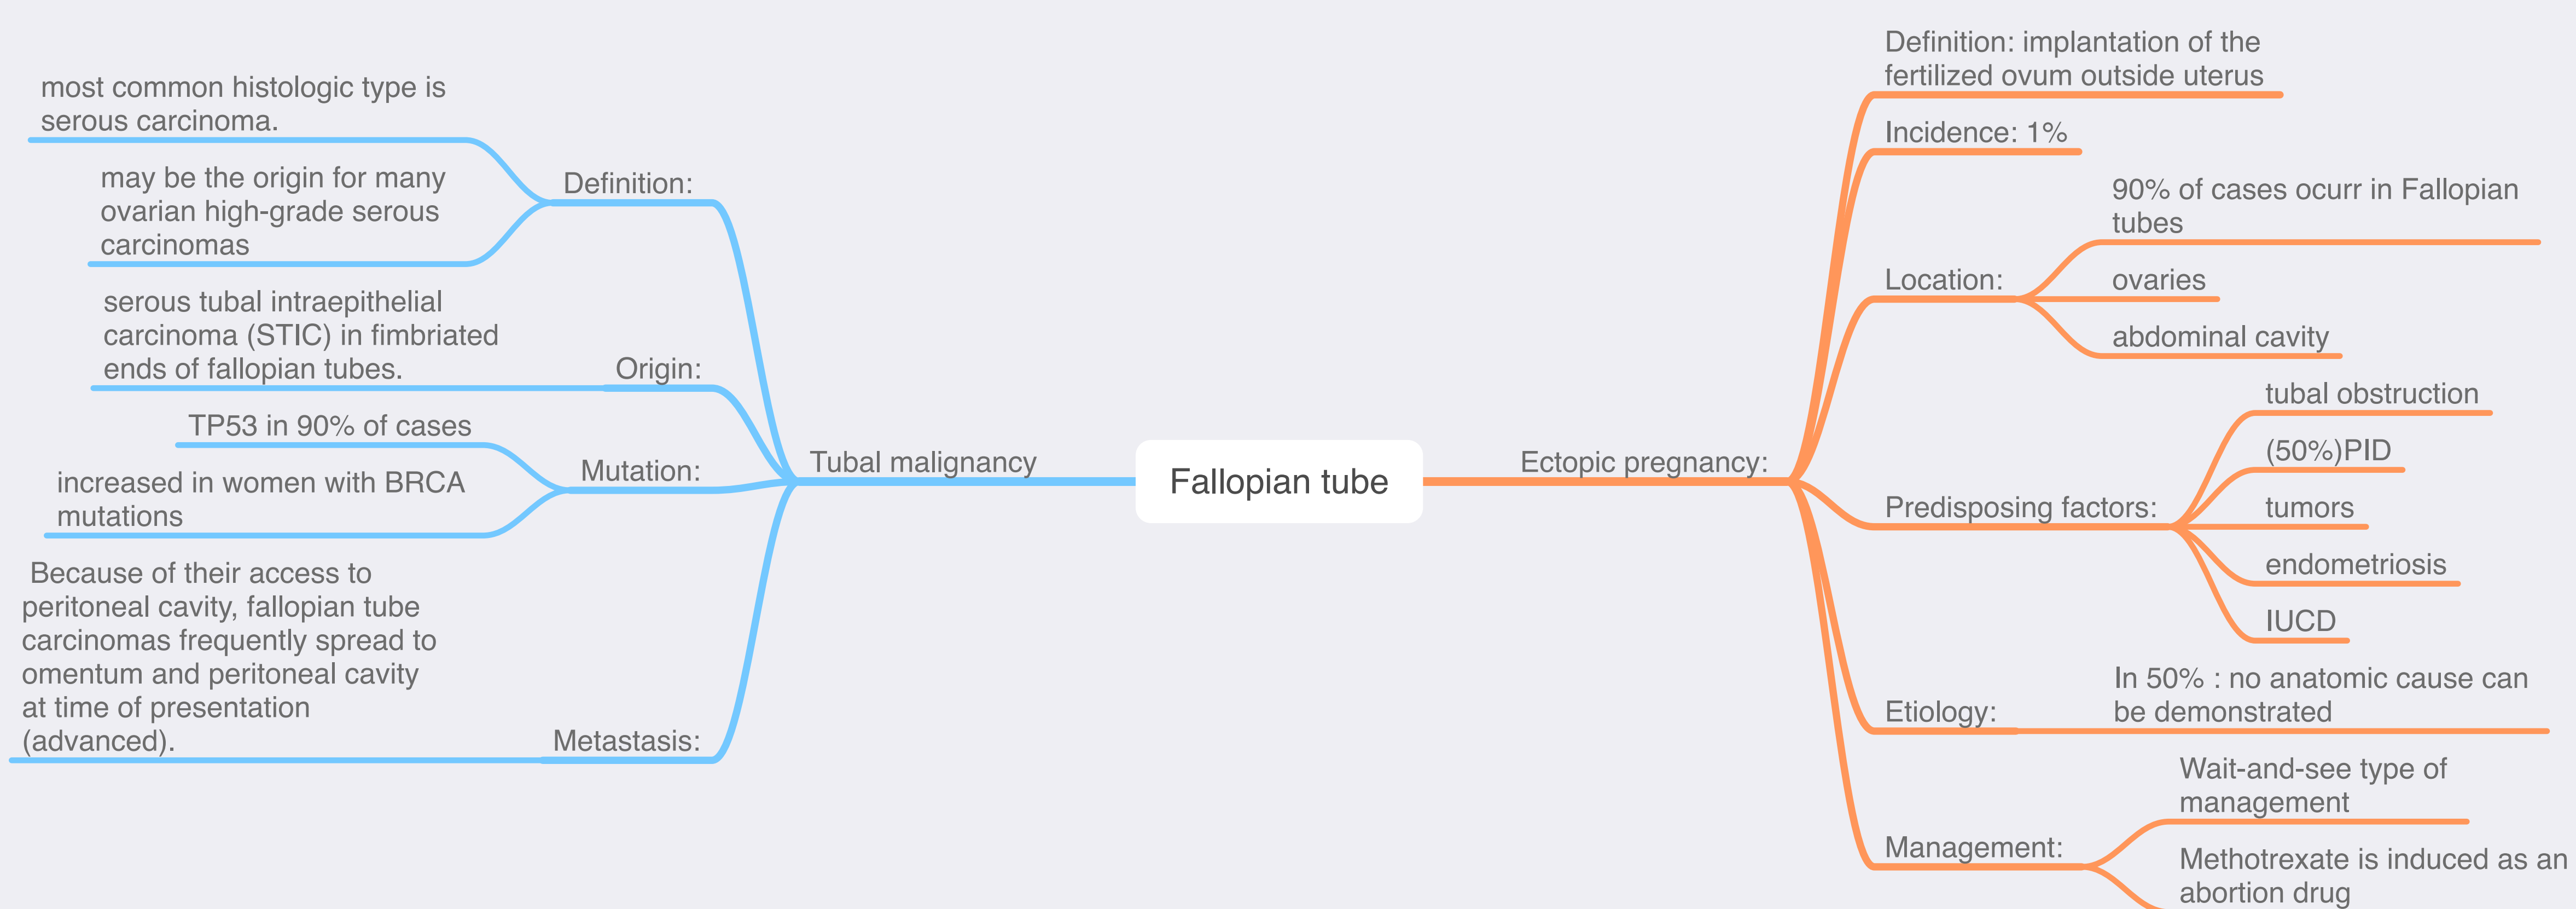 Fallopian tube
Tubal malignancy
Definition:
most common histologic type is
serous carcinoma.
may be the origin for many
ovarian high-grade serous
carcinomas
Origin:
serous tubal intraepithelial
carcinoma (STIC) in fimbriated
ends of fallopian tubes.
Mutation:
TP53 in 90% of cases
increased in women with BRCA
mutations
Metastasis:
Because of their access to
peritoneal cavity, fallopian tube
carcinomas frequently spread to
omentum and peritoneal cavity
at time of presentation
(advanced).
Ectopic pregnancy:
Definition: implantation of the
fertilized ovum outside uterus
Incidence: 1%
Location:
90% of cases ocurr in Fallopian
tubes
ovaries
abdominal cavity
Predisposing factors:
tubal obstruction
(50%)PID
tumors
endometriosis
IUCD
Etiology:
In 50% : no anatomic cause can
be demonstrated
Management:
Wait-and-see type of
management
Methotrexate is induced as an
abortion drug